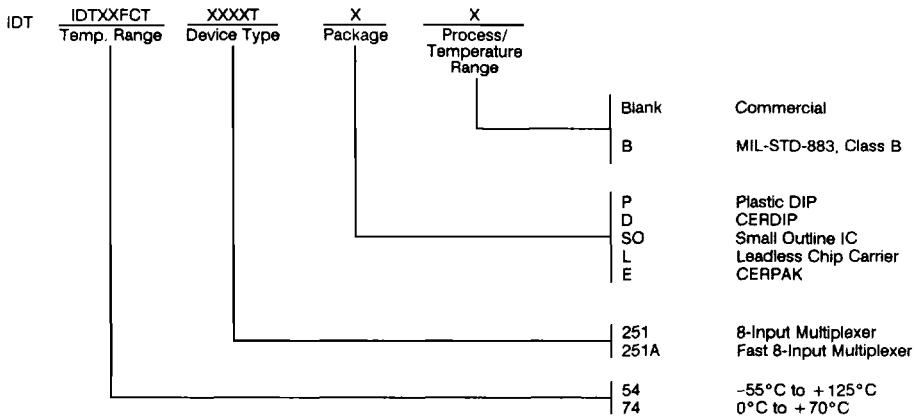 IDT IDTXXFCT XXXXT X X
Temp. Range Device Type Package Process/
Temperature
Range
Blank Commercial
B MIL-STD-883, Class B
P Plastic DIP
D CERDIP
SO Small Outline IC
L Leadless Chip Carrier
E CERPAK
251 8-Input Multiplexer
251A Fast 8-Input Multiplexer
54 –55°C to +125°C
74 0°C to +70°C